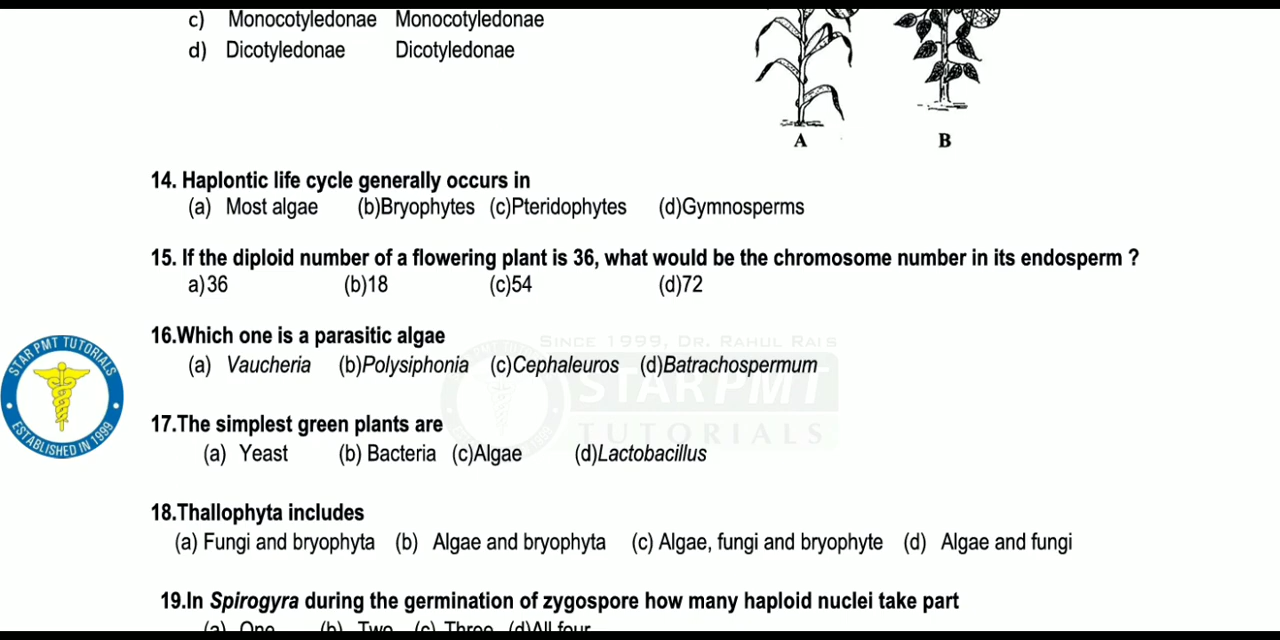 c) Monocotyledonae Monocotyledonae
d) Dicotyledonae Dicotyledonae
A B
14. Haplontic life cycle generally occurs in
(a) Most algae (b)Bryophytes (c)Pteridophytes (d)Gymnosperms
15. If the diploid number of a flowering plant is 36, what would be the chromosome number in its endosperm ?
a)36 (b)18 (c)54 (d)72
16.Which one is a parasitic algae
(a) Vaucheria (b)Polysiphonia (c)Cephaleuros (d)Batrachospermum
17.The simplest green plants are
(a) Yeast (b) Bacteria (c)Algae (d)Lactobacillus
18.Thallophyta includes
(a) Fungi and bryophyta (b) Algae and bryophyta (c) Algae, fungi and bryophyte (d) Algae and fungi
19.In Spirogyra during the germination of zygospore how many haploid nuclei take part
(a) One (b) Two (c) Three (d)All four
STAR PMT TUTORIALS
ESTABLISHED IN 1999
SINCE 1999, DR. RAHUL RAIS
STAR PMT
TUTORIALS